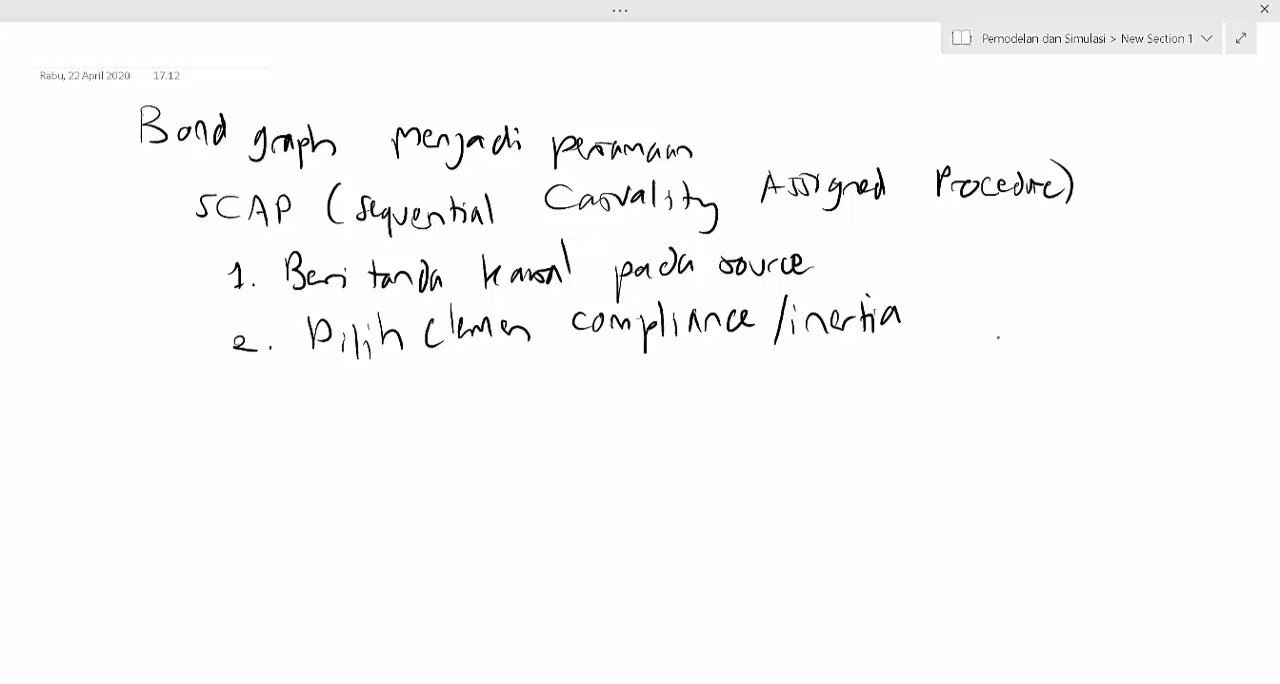 ...
Pemodelan dan Simulasi > New Section 1
Rabu, 22 April 2020 17.12
Bond graph menjadi persamaan
SCAP (sequential Causality Assigned Procedure)
1. Beri tanda kausal pada source
2. Pilih elemen compliance/inertia